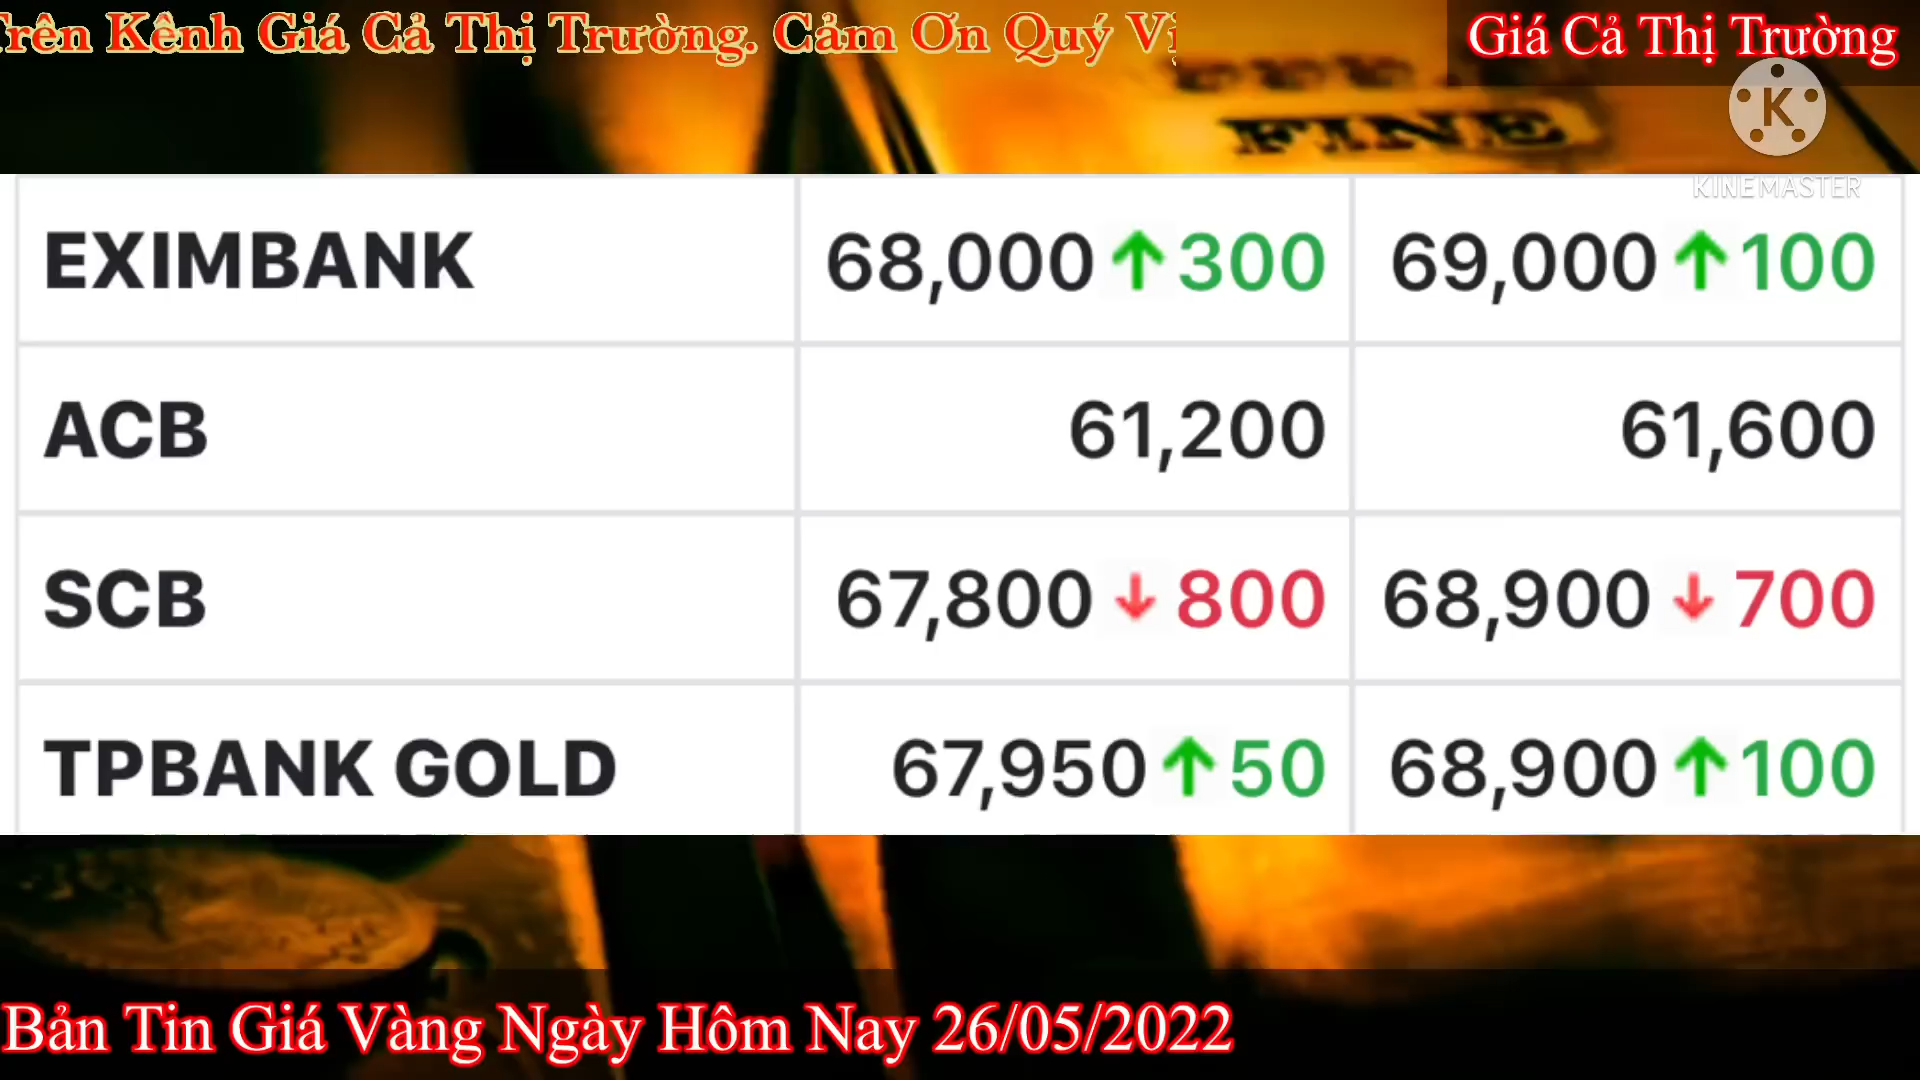 Trên Kênh Giá Cả Thị Trường. Cảm Ơn Quý Vị
Giá Cả Thị Trường
FINE
K
KINEMASTER
EXIMBANK 68,000 ↑ 300 69,000 ↑ 100
ACB 61,200 61,600
SCB 67,800 ↓ 800 68,900 ↓ 700
TPBANK GOLD 67,950 ↑ 50 68,900 ↑ 100
Bản Tin Giá Vàng Ngày Hôm Nay 26/05/2022